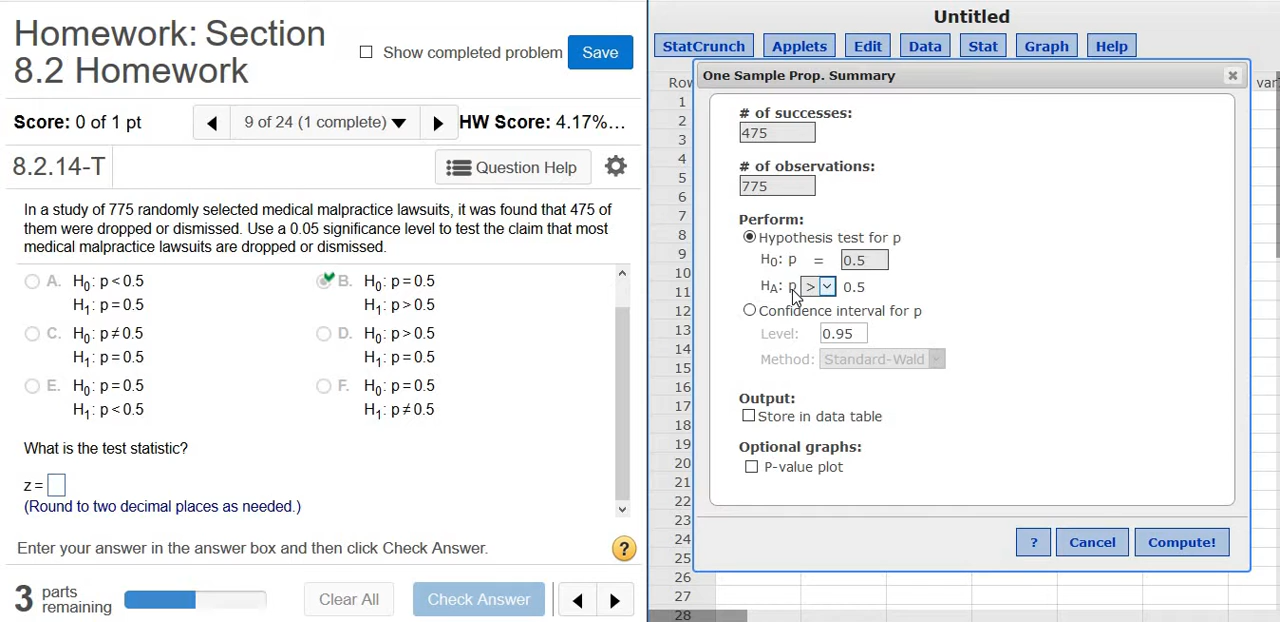 Homework: Section
8.2 Homework
Show completed problem
Save
Score: 0 of 1 pt
9 of 24 (1 complete)
HW Score: 4.17%...
8.2.14-T
Question Help
In a study of 775 randomly selected medical malpractice lawsuits, it was found that 475 of
them were dropped or dismissed. Use a 0.05 significance level to test the claim that most
medical malpractice lawsuits are dropped or dismissed.
A. H0: p<0.5
H1: p=0.5
B. H0: p=0.5
H1: p>0.5
C. H0: p≠0.5
H1: p=0.5
D. H0: p>0.5
H1: p=0.5
E. H0: p=0.5
H1: p<0.5
F. H0: p=0.5
H1: p≠0.5
What is the test statistic?
z=
(Round to two decimal places as needed.)
Enter your answer in the answer box and then click Check Answer.
?
3 parts
remaining
Clear All
Check Answer
Untitled
StatCrunch
Applets
Edit
Data
Stat
Graph
Help
Row
var
1
2
3
4
5
6
7
8
9
10
11
12
13
14
15
16
17
18
19
20
21
22
23
24
25
26
27
28
One Sample Prop. Summary
# of successes:
475
# of observations:
775
Perform:
Hypothesis test for p
H0: p = 0.5
HA: p > 0.5
Confidence interval for p
Level: 0.95
Method: Standard-Wald
Output:
Store in data table
Optional graphs:
P-value plot
?
Cancel
Compute!